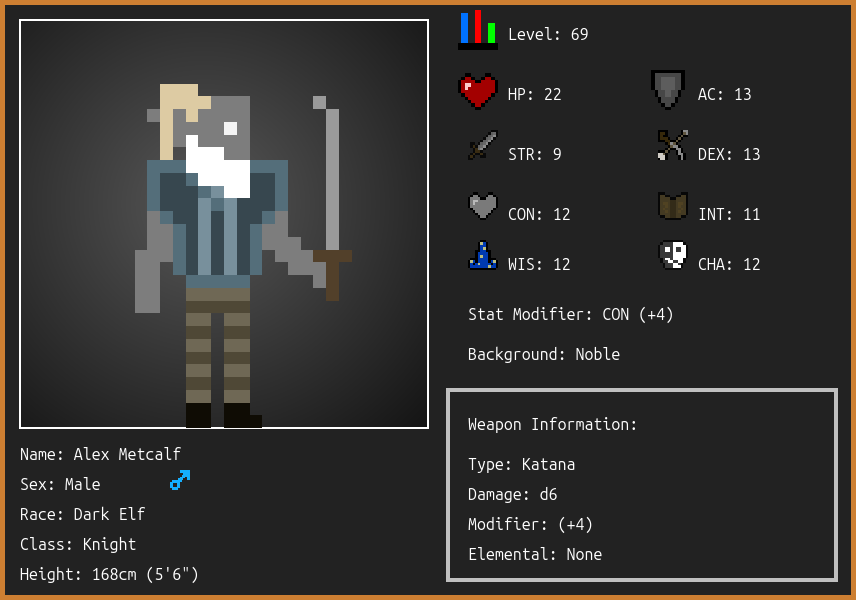 Level: 69
HP: 22
AC: 13
STR: 9
DEX: 13
CON: 12
INT: 11
WIS: 12
CHA: 12
Stat Modifier: CON (+4)
Background: Noble
Weapon Information:
Type: Katana
Damage: d6
Modifier: (+4)
Elemental: None
Name: Alex Metcalf
Sex: Male
Race: Dark Elf
Class: Knight
Height: 168cm (5'6")